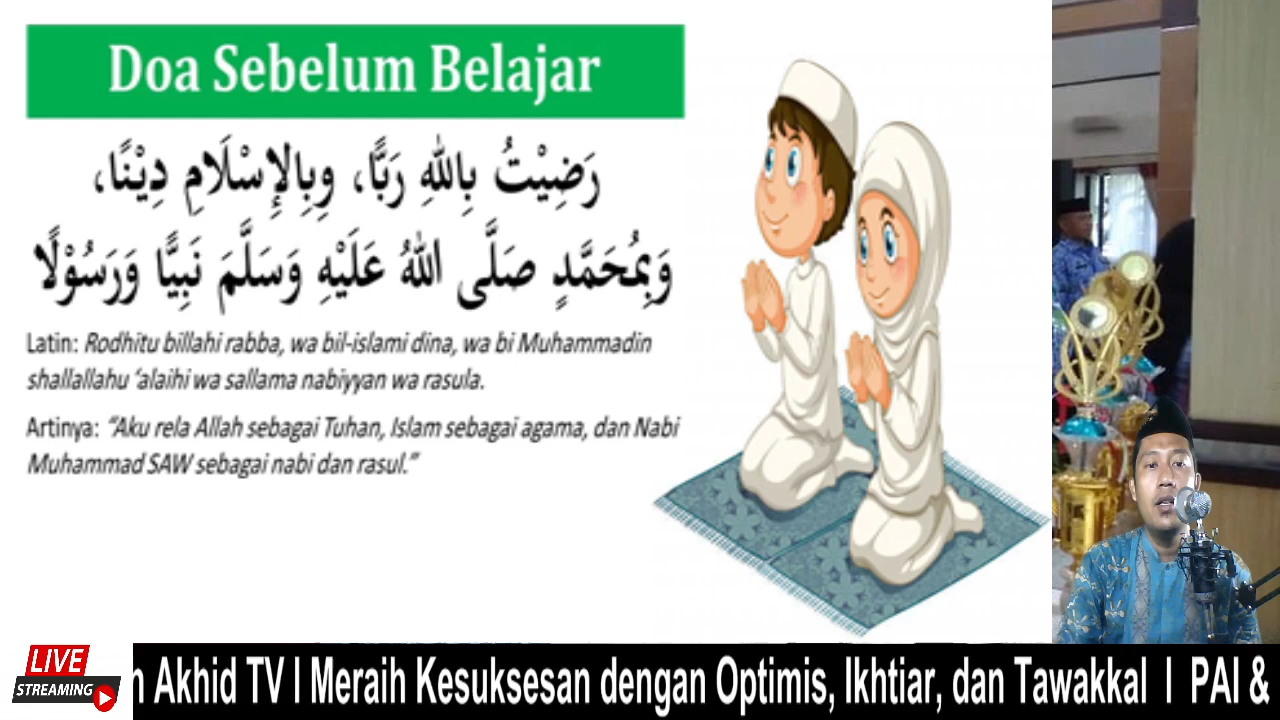 Doa Sebelum Belajar
رَضِيْتُ بِاللهِ رَبًّا، وَبِالإِسْلَامِ دِيْنًا،
وَبِمُحَمَّدٍ صَلَّى اللهُ عَلَيْهِ وَسَلَّمَ نَبِيًّا وَرَسُوْلًا
Latin: Rodhitu billahi rabba, wa bil-islami dina, wa bi Muhammadin
shallallahu ‘alaihi wa sallama nabiyyan wa rasula.
Artinya: “Aku rela Allah sebagai Tuhan, Islam sebagai agama, dan Nabi
Muhammad SAW sebagai nabi dan rasul.”
LIVE
STREAMING
Akhid TV l Meraih Kesuksesan dengan Optimis, Ikhtiar, dan Tawakkal l PAI &